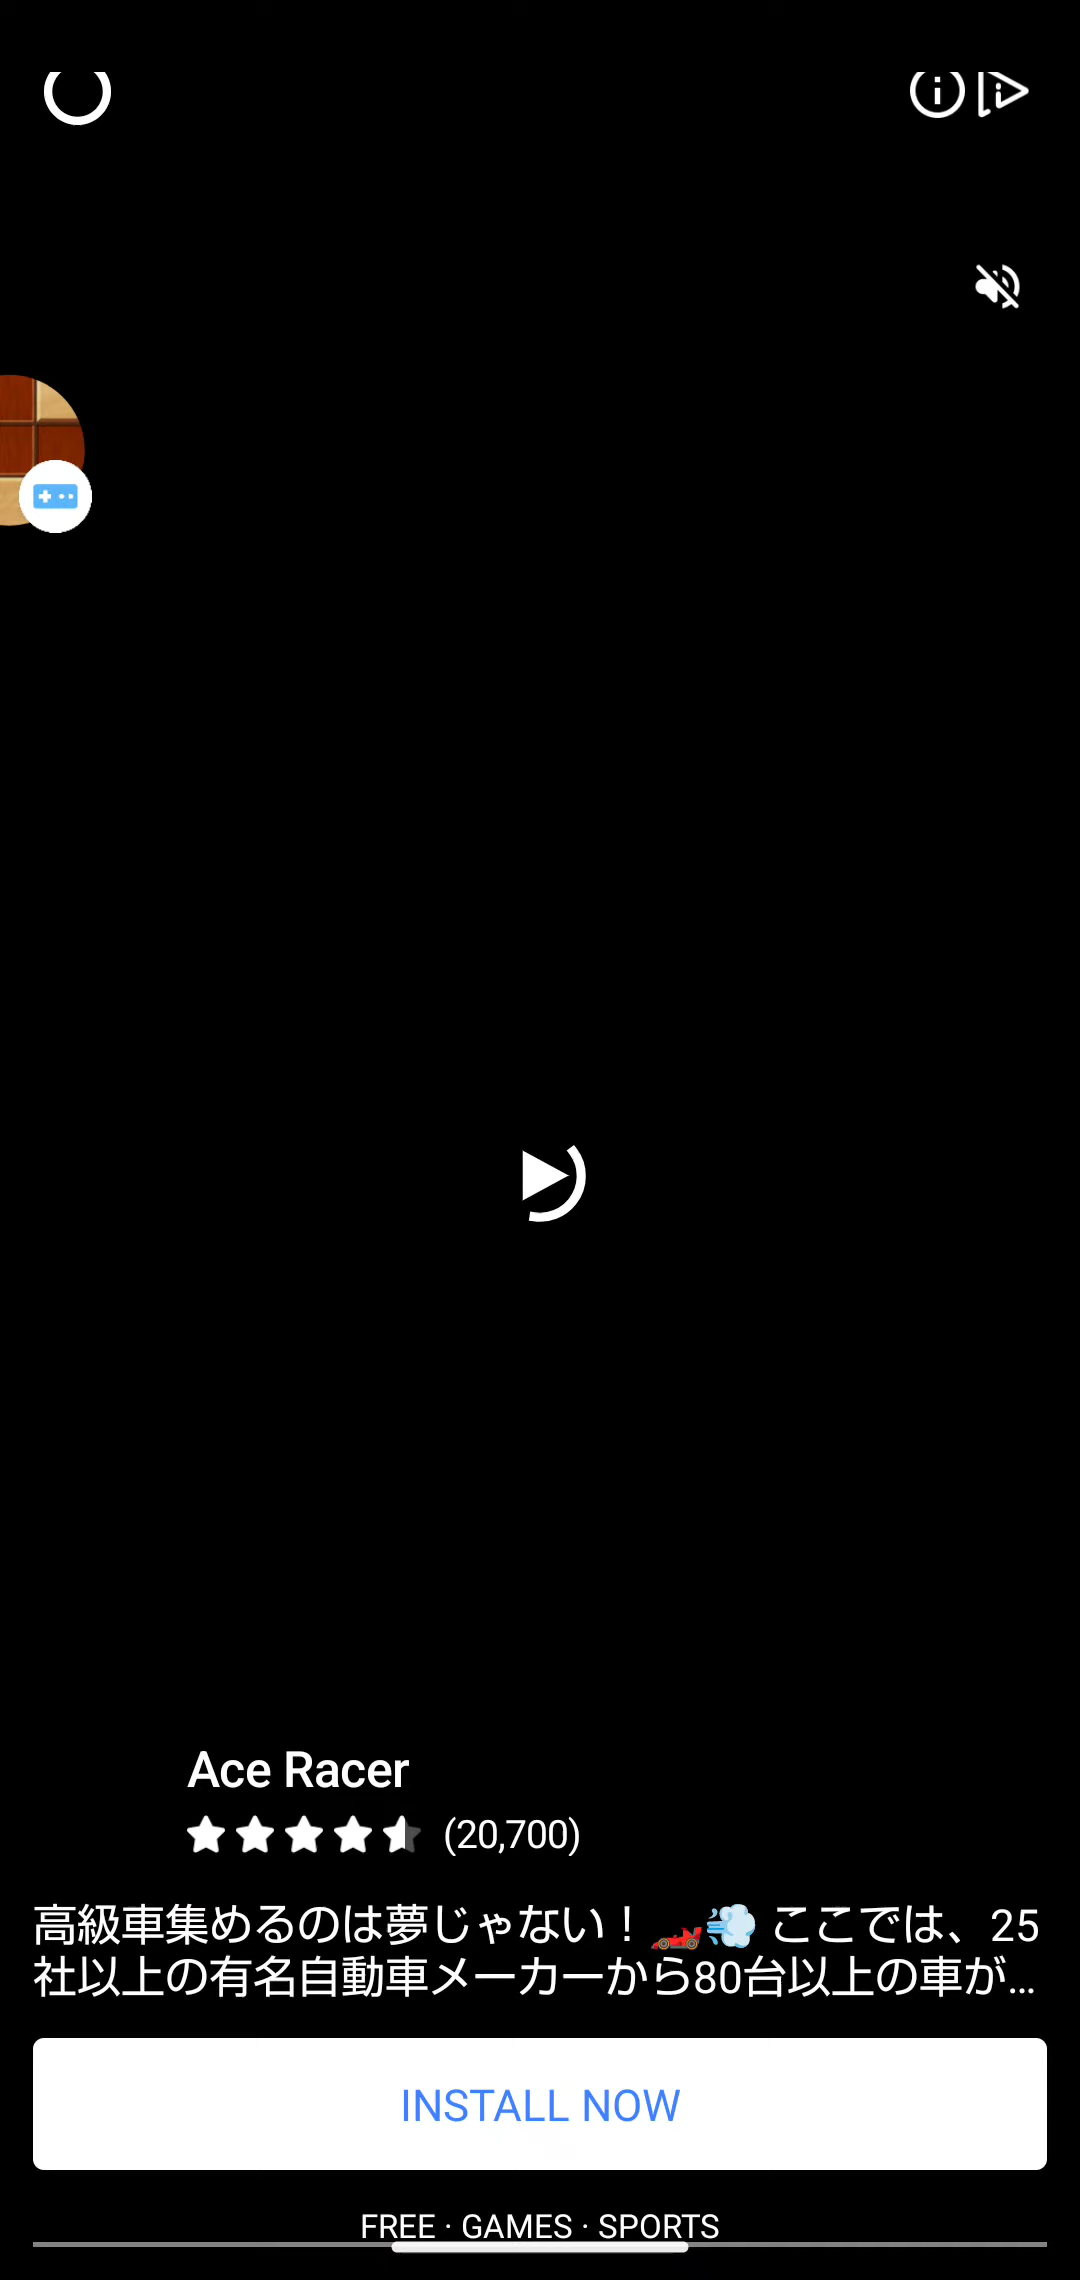 Ace Racer
(20,700)
高級車集めるのは夢じゃない！🏎💨 ここでは、25
社以上の有名自動車メーカーから80台以上の車が…
INSTALL NOW
FREE · GAMES · SPORTS